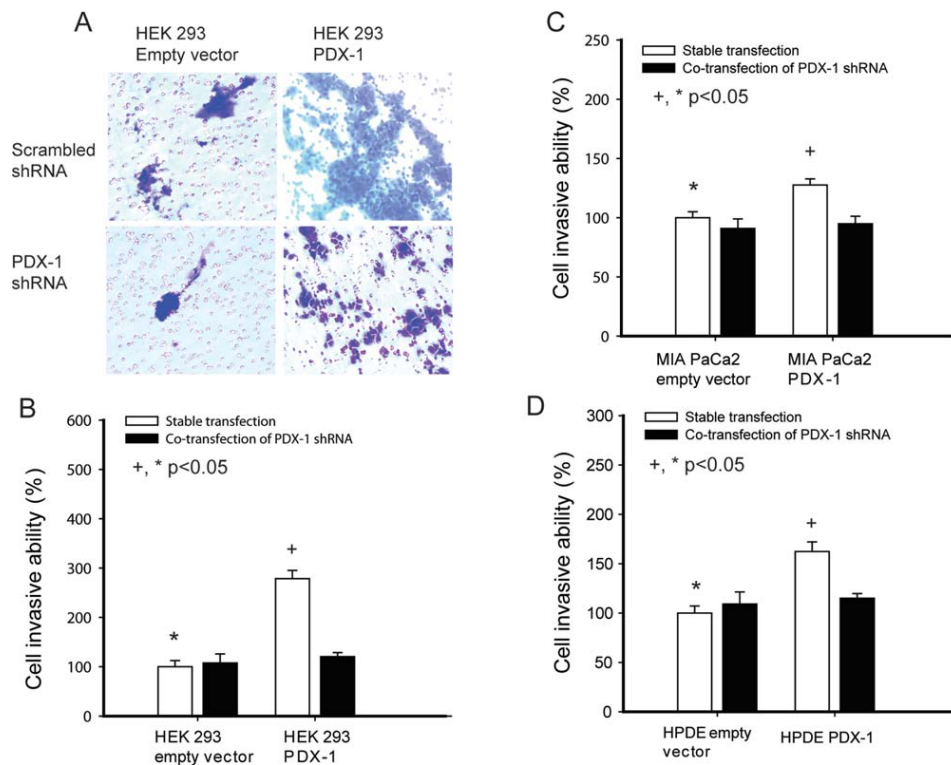 A
HEK 293
Empty vector
HEK 293
PDX-1
Scrambled
shRNA
PDX-1
shRNA
B
600
500
400
300
200
100
0
Cell invasive ability (%)
Stable transfection
Co-transfection of PDX-1 shRNA
+, * p<0.05
*
+
HEK 293
empty vector
HEK 293
PDX-1
C
250
200
150
100
50
0
Cell invasive ability (%)
Stable transfection
Co-transfection of PDX-1 shRNA
+, * p<0.05
*
+
MIA PaCa2
empty vector
MIA PaCa2
PDX-1
D
300
250
200
150
100
50
0
Cell invasive ability (%)
Stable transfection
Co-transfection of PDX-1 shRNA
+, * p<0.05
*
+
HPDE empty
vector
HPDE PDX-1